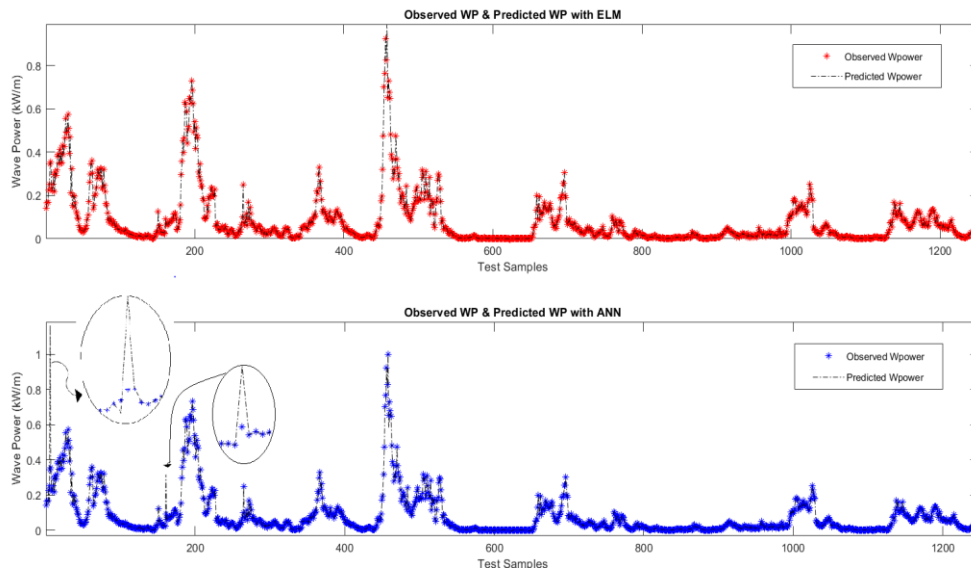 Observed WP & Predicted WP with ELM
Wave Power (kW/m)
0.8
0.6
0.4
0.2
0
Observed Wpower
Predicted Wpower
200
400
600
800
1000
1200
Test Samples
Observed WP & Predicted WP with ANN
Wave Power (kW/m)
1
0.8
0.6
0.4
0.2
0
Observed Wpower
Predicted Wpower
200
400
600
800
1000
1200
Test Samples